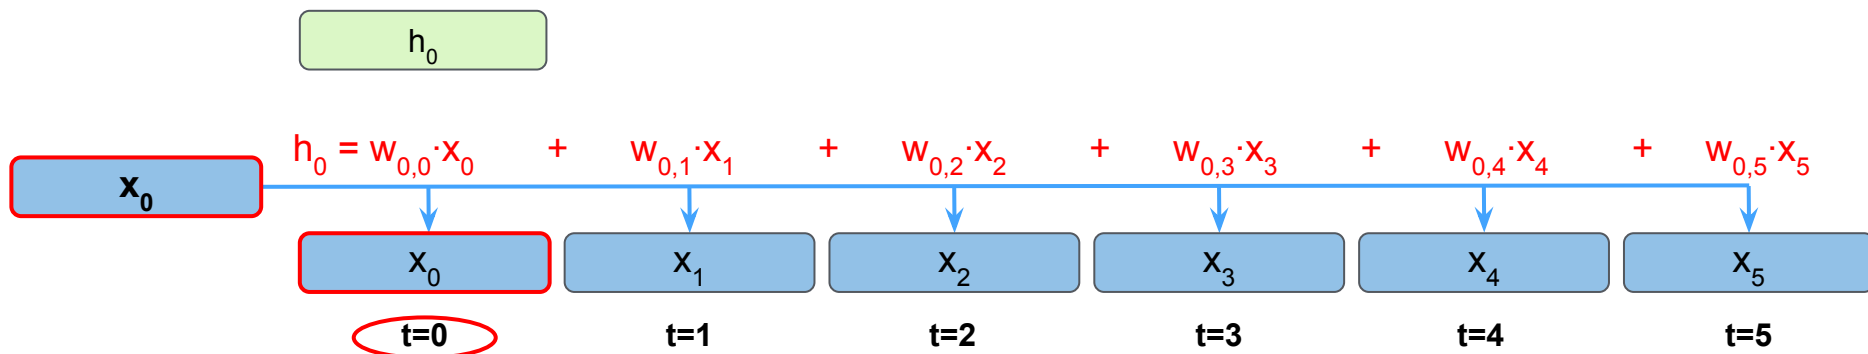 h₀
h₀ = w₀,₀·x₀ + w₀,₁·x₁ + w₀,₂·x₂ + w₀,₃·x₃ + w₀,₄·x₄ + w₀,₅·x₅
x₀
x₀ x₁ x₂ x₃ x₄ x₅
t=0 t=1 t=2 t=3 t=4 t=5